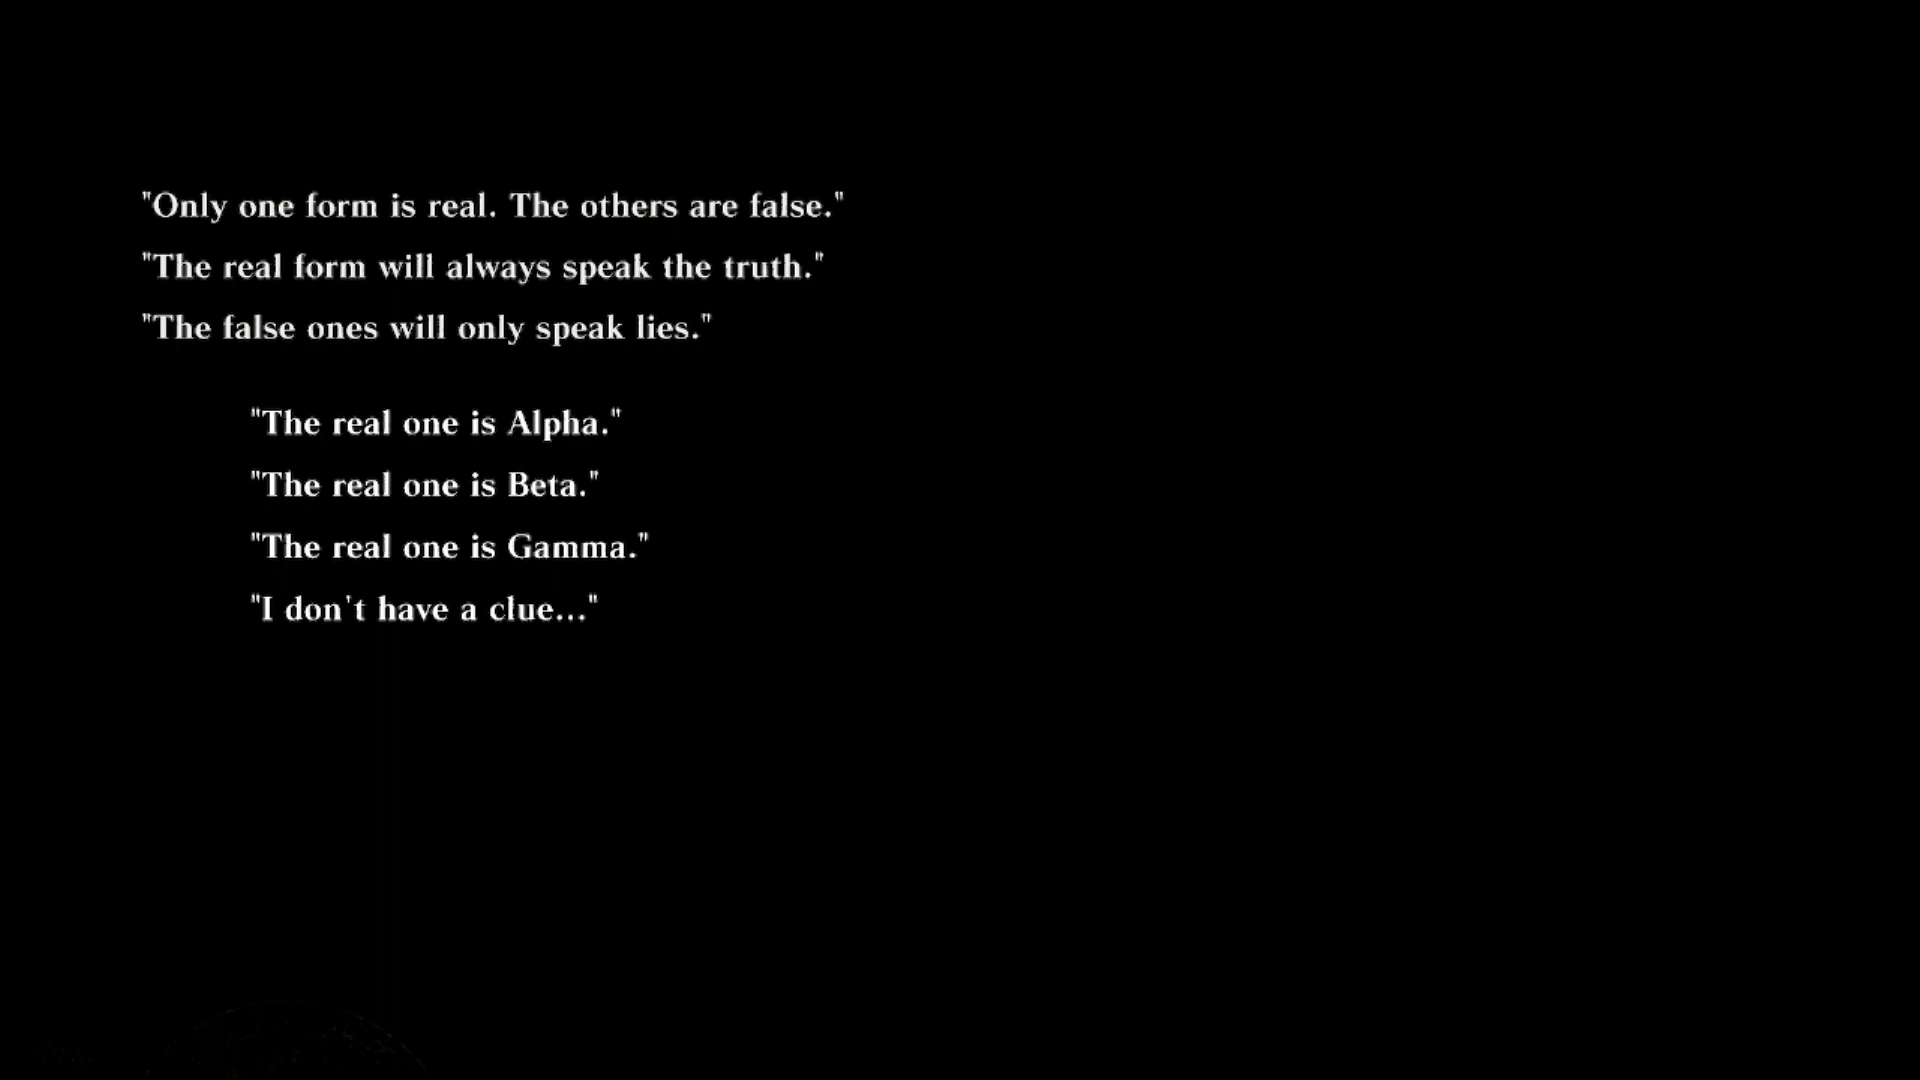 "Only one form is real. The others are false."
"The real form will always speak the truth."
"The false ones will only speak lies."
"The real one is Alpha."
"The real one is Beta."
"The real one is Gamma."
"I don't have a clue..."